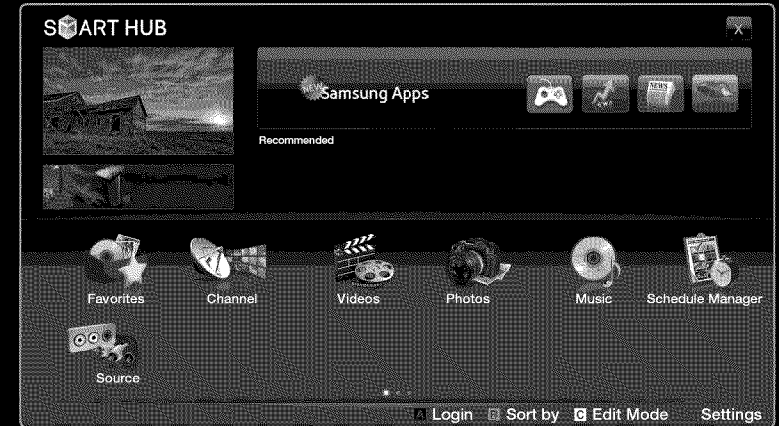 SMART HUB
X
NEW
Samsung Apps
NEWS
Recommended
Favorites
Channel
Videos
Photos
Music
Schedule Manager
Source
A Login B Sort by C Edit Mode Settings